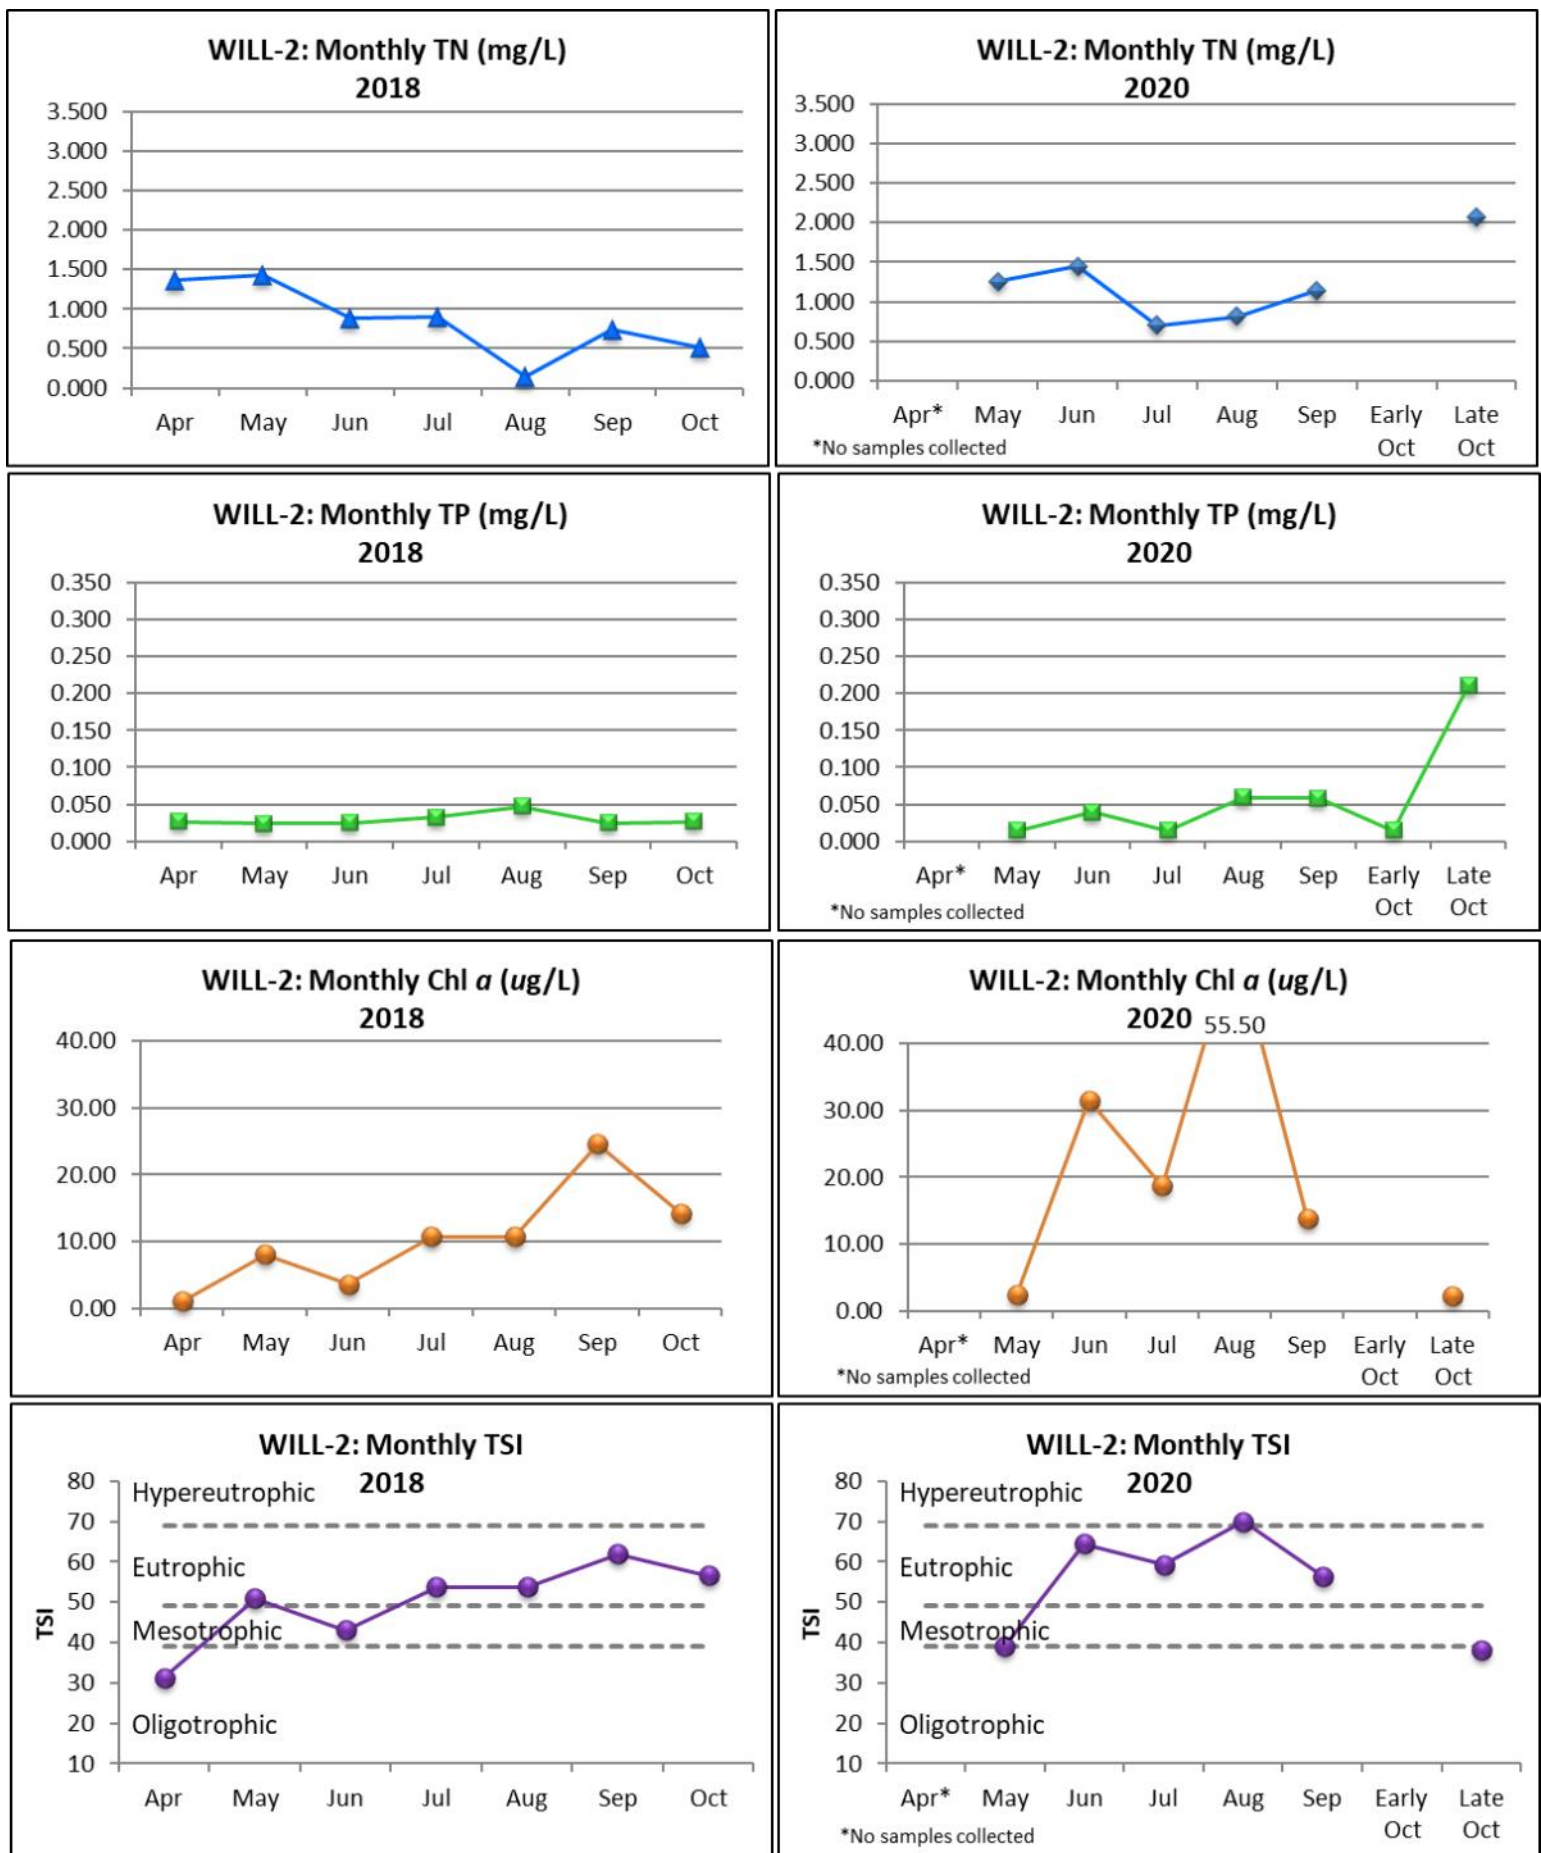 WILL-2: Monthly TN (mg/L)
2018
3.500
3.000
2.500
2.000
1.500
1.000
0.500
0.000
Apr May Jun Jul Aug Sep Oct
WILL-2: Monthly TN (mg/L)
2020
3.500
3.000
2.500
2.000
1.500
1.000
0.500
0.000
Apr* May Jun Jul Aug Sep Early Late
Oct Oct
*No samples collected
WILL-2: Monthly TP (mg/L)
2018
0.350
0.300
0.250
0.200
0.150
0.100
0.050
0.000
Apr May Jun Jul Aug Sep Oct
WILL-2: Monthly TP (mg/L)
2020
0.350
0.300
0.250
0.200
0.150
0.100
0.050
0.000
Apr* May Jun Jul Aug Sep Early Late
Oct Oct
*No samples collected
WILL-2: Monthly Chl a (ug/L)
2018
40.00
30.00
20.00
10.00
0.00
Apr May Jun Jul Aug Sep Oct
WILL-2: Monthly Chl a (ug/L)
2020 55.50
40.00
30.00
20.00
10.00
0.00
Apr* May Jun Jul Aug Sep Early Late
Oct Oct
*No samples collected
WILL-2: Monthly TSI
2018
80
70
60
50
40
30
20
10
TSI
Hypereutrophic
Eutrophic
Mesotrophic
Oligotrophic
Apr May Jun Jul Aug Sep Oct
WILL-2: Monthly TSI
2020
80
70
60
50
40
30
20
10
TSI
Hypereutrophic
Eutrophic
Mesotrophic
Oligotrophic
Apr* May Jun Jul Aug Sep Early Late
Oct Oct
*No samples collected